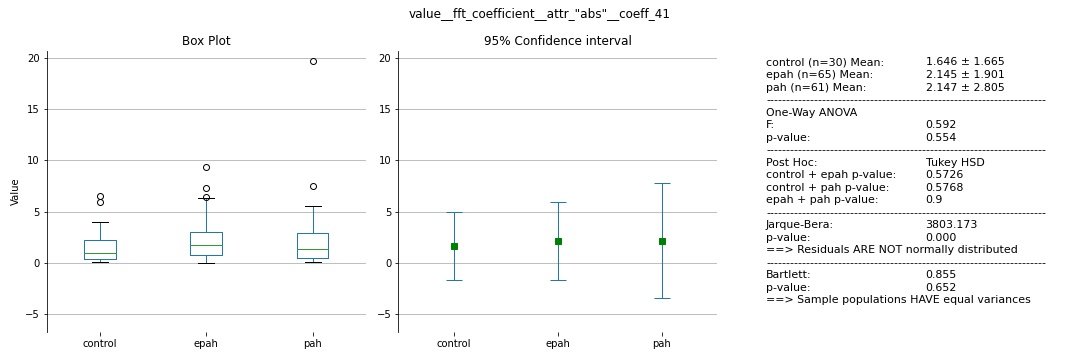 value__fft_coefficient__attr_"abs"__coeff_41
Box Plot
Value
20
15
10
5
0
−5
control epah pah
95% Confidence interval
20
15
10
5
0
−5
control epah pah
control (n=30) Mean: 1.646 ± 1.665
epah (n=65) Mean: 2.145 ± 1.901
pah (n=61) Mean: 2.147 ± 2.805
One-Way ANOVA
F: 0.592
p-value: 0.554
Post Hoc: Tukey HSD
control + epah p-value: 0.5726
control + pah p-value: 0.5768
epah + pah p-value: 0.9
Jarque-Bera: 3803.173
p-value: 0.000
==> Residuals ARE NOT normally distributed
Bartlett: 0.855
p-value: 0.652
==> Sample populations HAVE equal variances